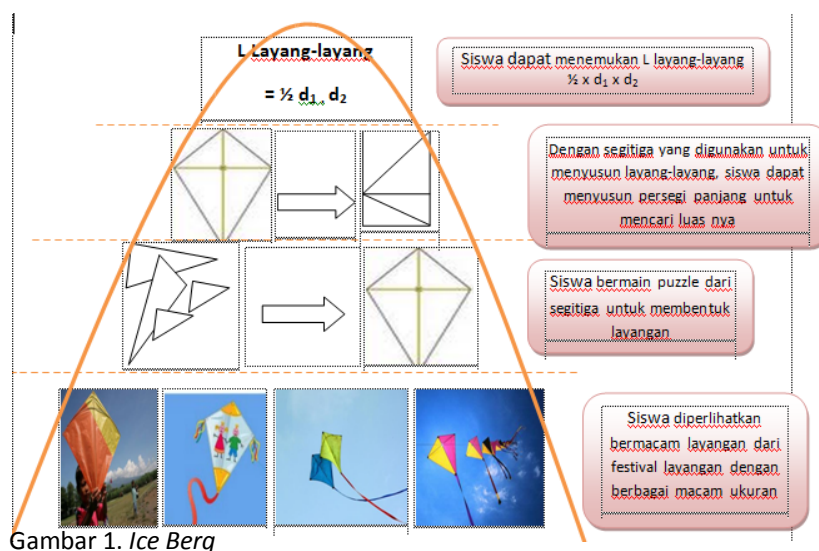 L Layang-layang
= ½ d₁ . d₂
Siswa dapat menemukan L layang-layang
½ x d₁ x d₂
Dengan segitiga yang digunakan untuk
menyusun layang-layang, siswa dapat
menyusun persegi panjang untuk
mencari luas nya
Siswa bermain puzzle dari
segitiga untuk membentuk
layangan
Siswa diperlihatkan
bermacam layangan dari
festival layangan dengan
berbagai macam ukuran
Gambar 1. Ice Berg